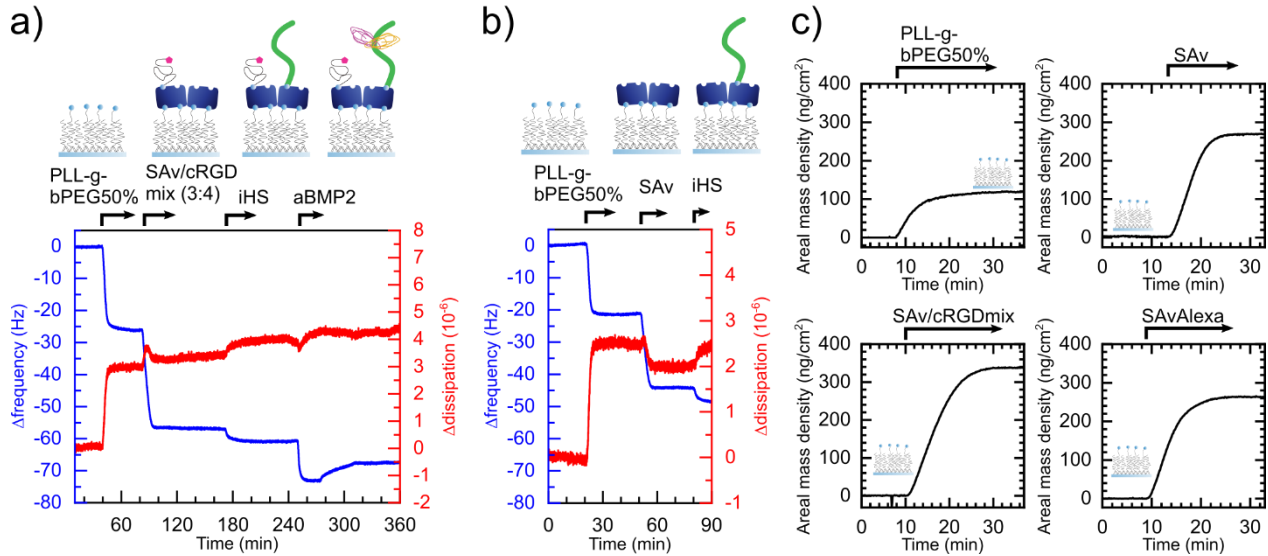 a)
PLL-g-
bPEG50%
SAv/cRGD
mix (3:4)
iHS
aBMP2
Δfrequency (Hz)
0
-10
-20
-30
-40
-50
-60
-70
-80
8
7
6
5
4
3
2
1
0
-1
-2
Δdissipation (10-6)
60 120 180 240 300 360
Time (min)
b)
PLL-g-
bPEG50%
SAv
iHS
Δfrequency (Hz)
0
-10
-20
-30
-40
-50
-60
-70
-80
5
4
3
2
1
0
-1
Δdissipation (10-6)
0 30 60 90
Time (min)
c)
PLL-g-
bPEG50%
Areal mass density (ng/cm2)
400
300
200
100
0
0 10 20 30
Time (min)
SAv
Areal mass density (ng/cm2)
400
300
200
100
0
0 10 20 30
Time (min)
SAv/cRGDmix
Areal mass density (ng/cm2)
400
300
200
100
0
0 10 20 30
Time (min)
SAvAlexa
Areal mass density (ng/cm2)
400
300
200
100
0
0 10 20 30
Time (min)